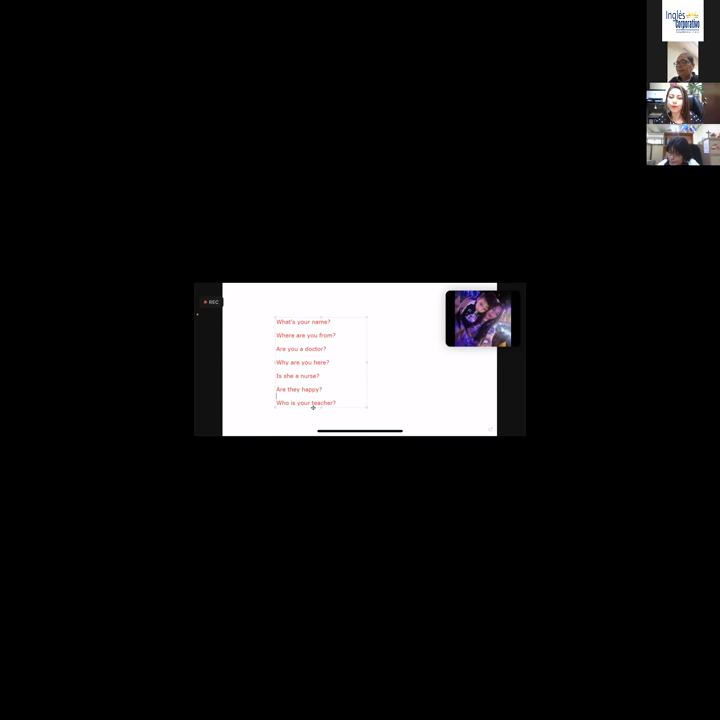 Inglés
Corporativo
REC
What's your name?
Where are you from?
Are you a doctor?
Why are you here?
Is she a nurse?
Are they happy?
Who is your teacher?